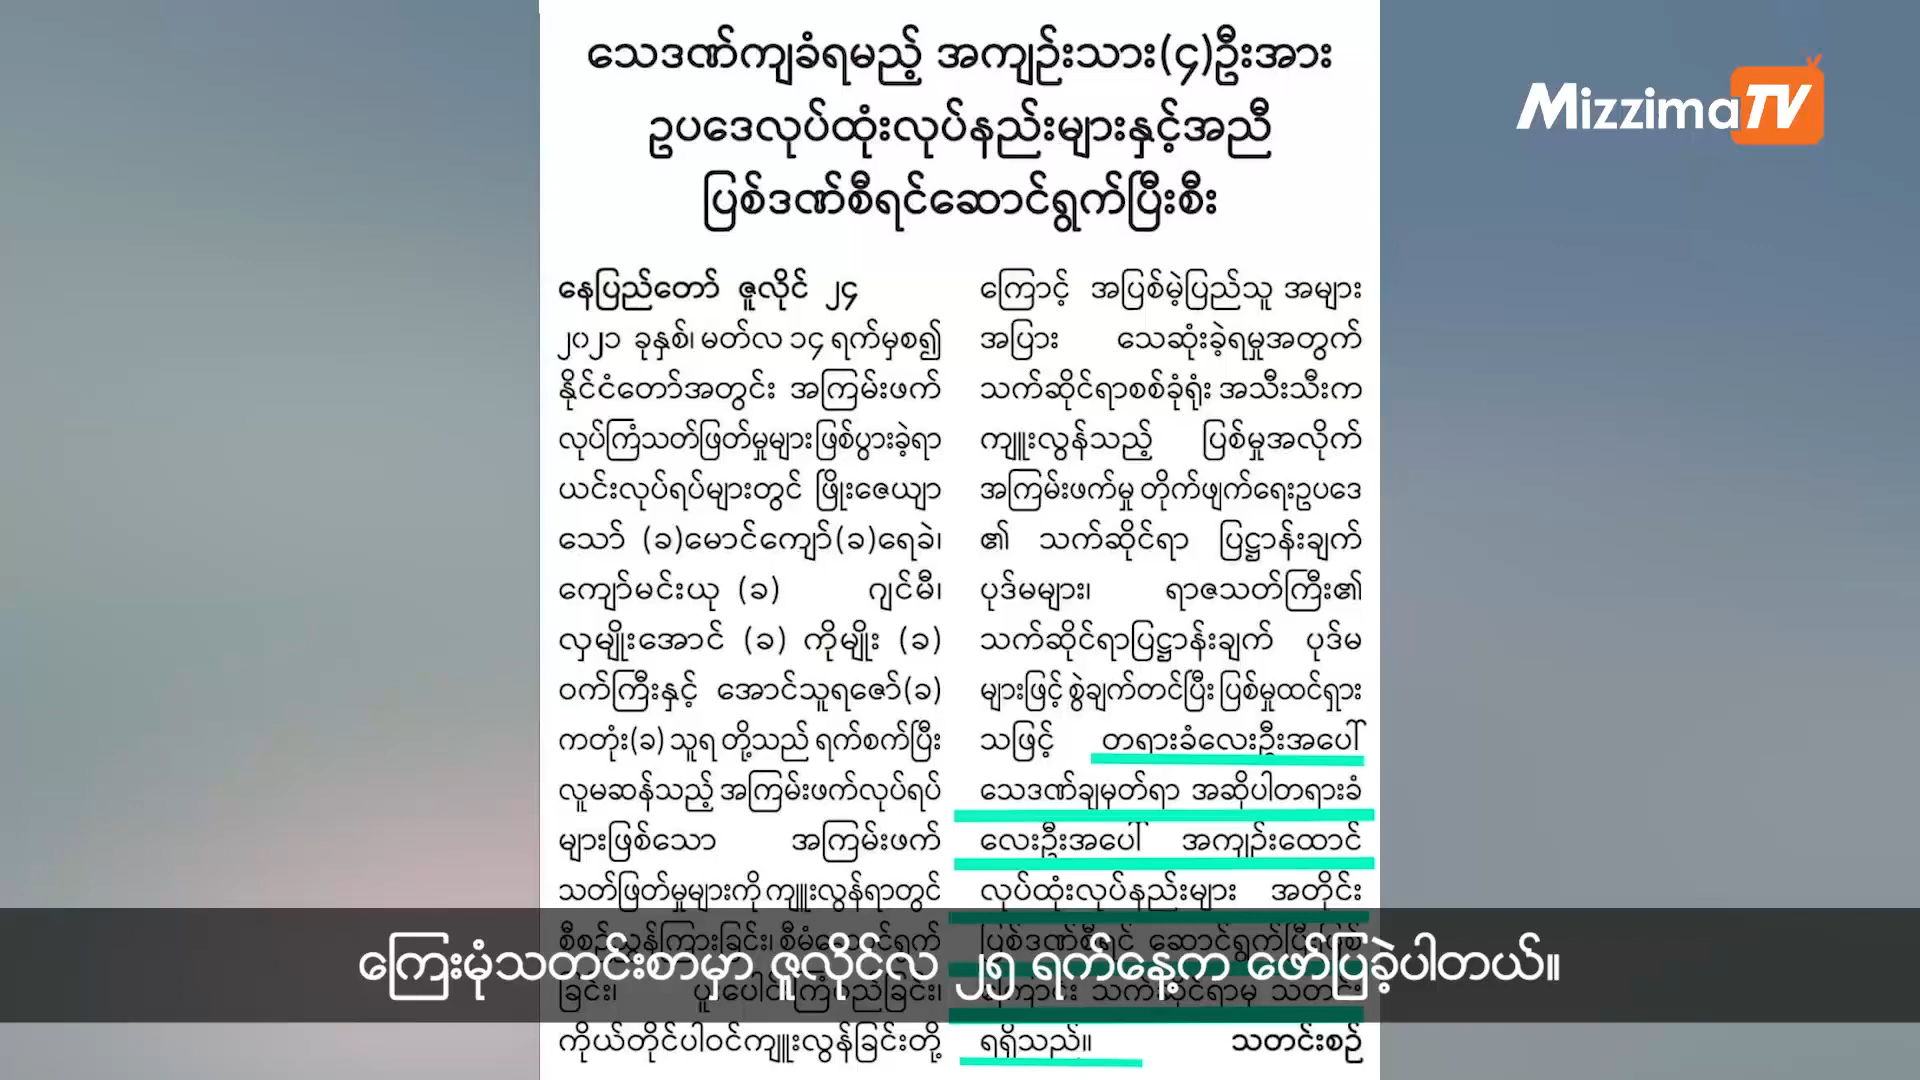 သေဒဏ်ကျခံရမည့် အကျဉ်းသား(၄)ဦးအား
ဥပဒေလုပ်ထုံးလုပ်နည်းများနှင့်အညီ
ပြစ်ဒဏ်စီရင်ဆောင်ရွက်ပြီးစီး
MizzimaTV
နေပြည်တော် ဇူလိုင် ၂၄
၂၀၂၁ ခုနှစ်၊ မတ်လ ၁၄ ရက်မှစ၍
နိုင်ငံတော်အတွင်း အကြမ်းဖက်
လုပ်ကြံသတ်ဖြတ်မှုများဖြစ်ပွားခဲ့ရာ
ယင်းလုပ်ရပ်များတွင် ဖြိုးဇေယျာ
သော် (ခ)မောင်ကျော်(ခ)ရေခဲ၊
ကျော်မင်းယု (ခ) ဂျင်မီ၊
လှမျိုးအောင် (ခ) ကိုမျိုး (ခ)
ဝက်ကြီးနှင့် အောင်သူရဇော်(ခ)
ကတုံး(ခ) သူရ တို့သည် ရက်စက်ပြီး
လူမဆန်သည့် အကြမ်းဖက်လုပ်ရပ်
များဖြစ်သော အကြမ်းဖက်
သတ်ဖြတ်မှုများကို ကျူးလွန်ရာတွင်
ကိုယ်တိုင်ပါဝင်ကျူးလွန်ခြင်းတို့
ကြောင့် အပြစ်မဲ့ပြည်သူ အများ
အပြား သေဆုံးခဲ့ရမှုအတွက်
သက်ဆိုင်ရာစစ်ခုံရုံး အသီးသီးက
ကျူးလွန်သည့် ပြစ်မှုအလိုက်
အကြမ်းဖက်မှု တိုက်ဖျက်ရေးဥပဒေ
၏ သက်ဆိုင်ရာ ပြဋ္ဌာန်းချက်
ပုဒ်မများ၊ ရာဇသတ်ကြီး၏
သက်ဆိုင်ရာပြဋ္ဌာန်းချက် ပုဒ်မ
များဖြင့် စွဲချက်တင်ပြီး ပြစ်မှုထင်ရှား
သဖြင့် တရားခံလေးဦးအပေါ်
သေဒဏ်ချမှတ်ရာ အဆိုပါတရားခံ
လေးဦးအပေါ် အကျဉ်းထောင်
လုပ်ထုံးလုပ်နည်းများ အတိုင်း
ရရှိသည်။ သတင်းစဉ်
ကြေးမုံသတင်းစာမှာ ဇူလိုင်လ ၂၅ ရက်နေ့က ဖော်ပြခဲ့ပါတယ်။